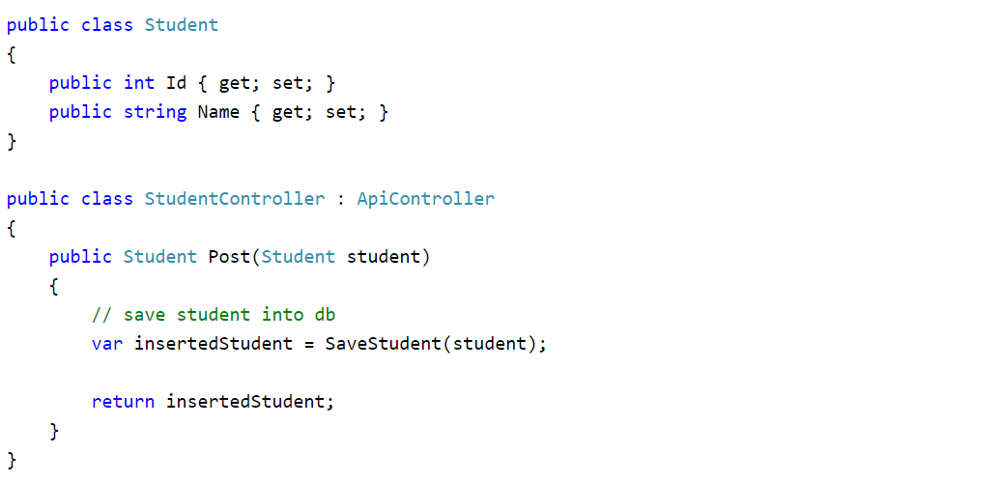 public class Student
{
    public int Id { get; set; }
    public string Name { get; set; }
}

public class StudentController : ApiController
{
    public Student Post(Student student)
    {
        // save student into db
        var insertedStudent = SaveStudent(student);

        return insertedStudent;
    }
}